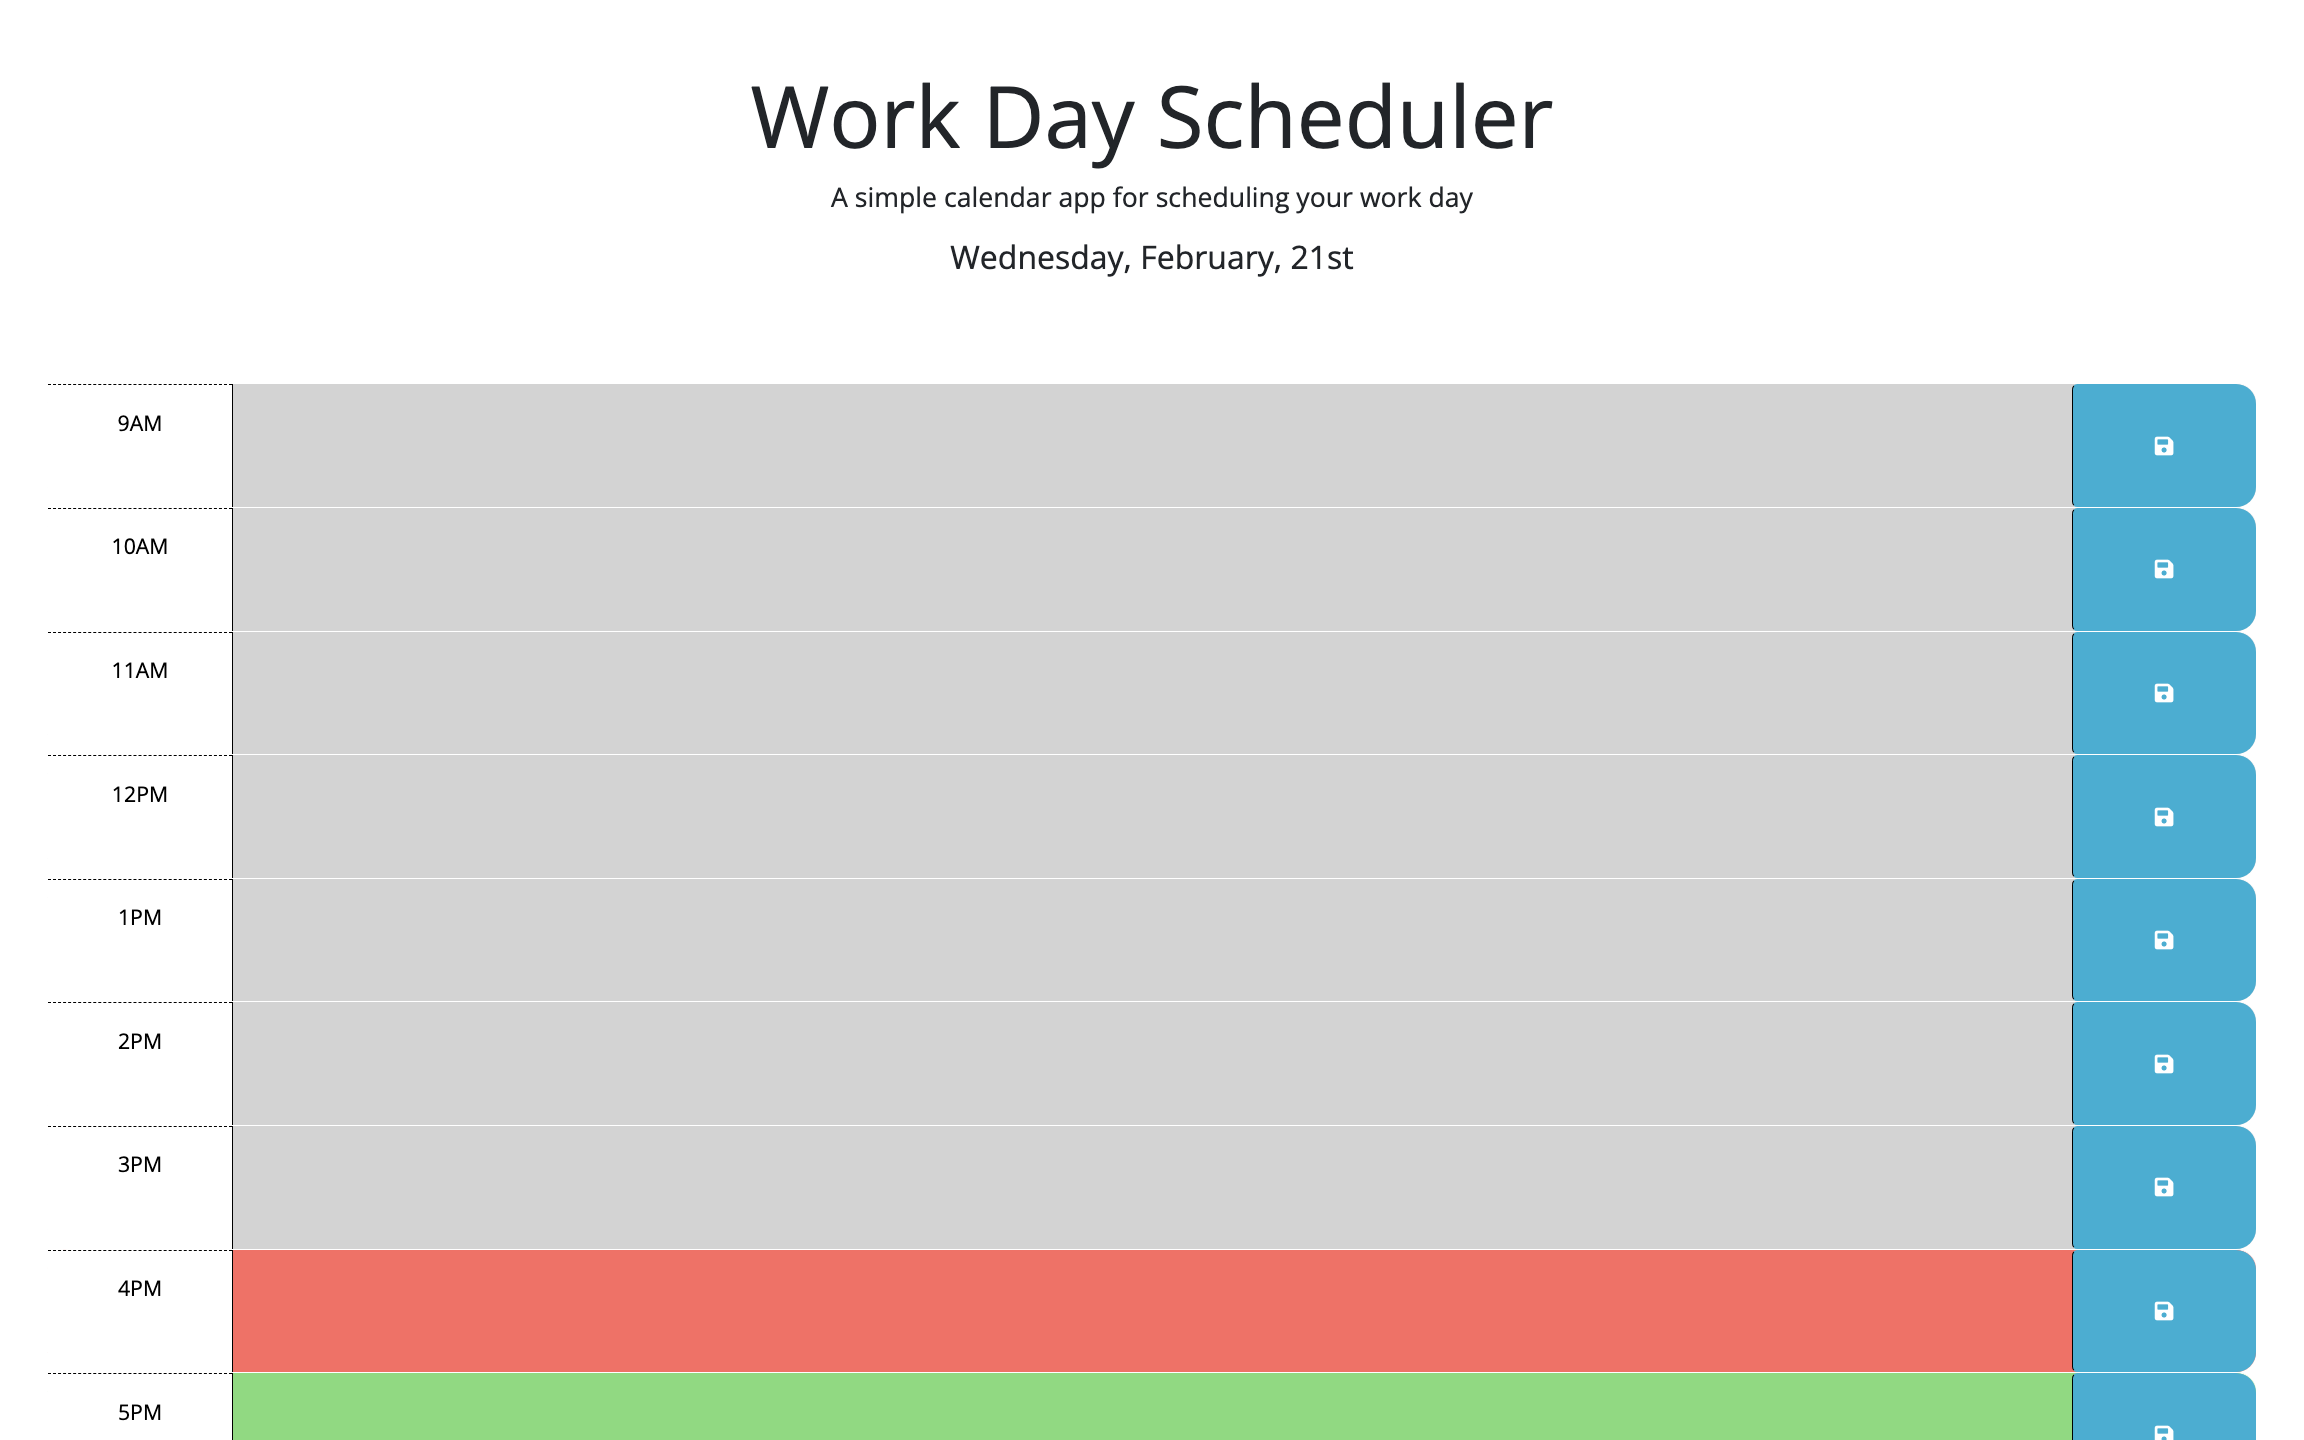 Work Day Scheduler
A simple calendar app for scheduling your work day
Wednesday, February, 21st
9AM
10AM
11AM
12PM
1PM
2PM
3PM
4PM
5PM